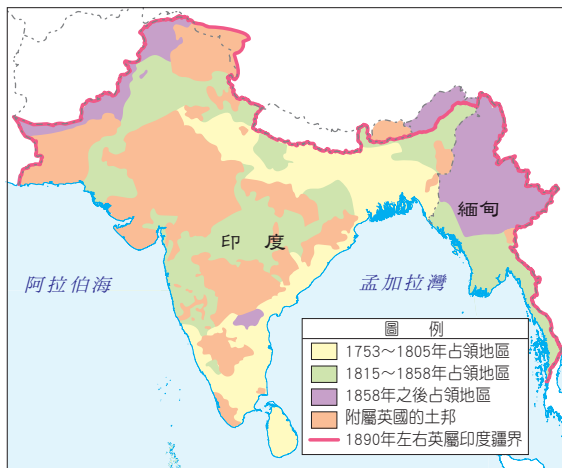 緬甸
印度
阿拉伯海
孟加拉灣
圖例
1753～1805年占領地區
1815～1858年占領地區
1858年之後占領地區
附屬英國的土邦
1890年左右英屬印度疆界